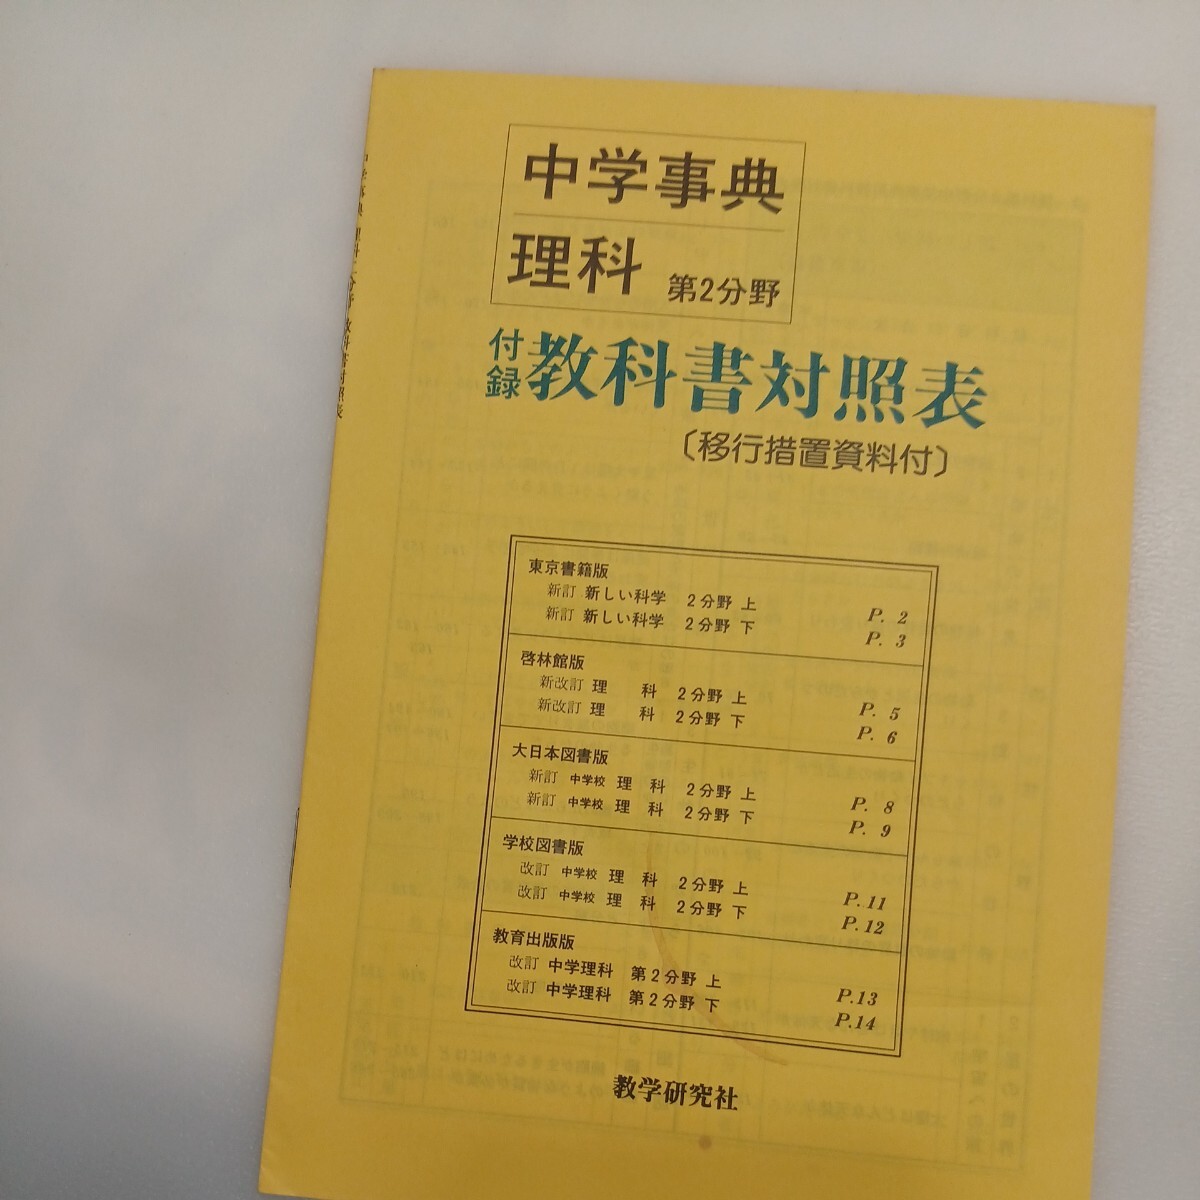 中学事典
理科 第2分野
付録 教科書対照表
〔移行措置資料付〕
東京書籍版
新訂 新しい科学 2分野 上 P. 2
新訂 新しい科学 2分野 下 P. 3
啓林館版
新改訂 理 科 2分野 上 P. 5
新改訂 理 科 2分野 下 P. 6
大日本図書版
新訂 中学校 理 科 2分野 上 P. 8
新訂 中学校 理 科 2分野 下 P. 9
学校図書版
改訂 中学校 理 科 2分野 上 P.11
改訂 中学校 理 科 2分野 下 P.12
教育出版版
改訂 中学理科 第2分野 上 P.13
改訂 中学理科 第2分野 下 P.14
教学研究社